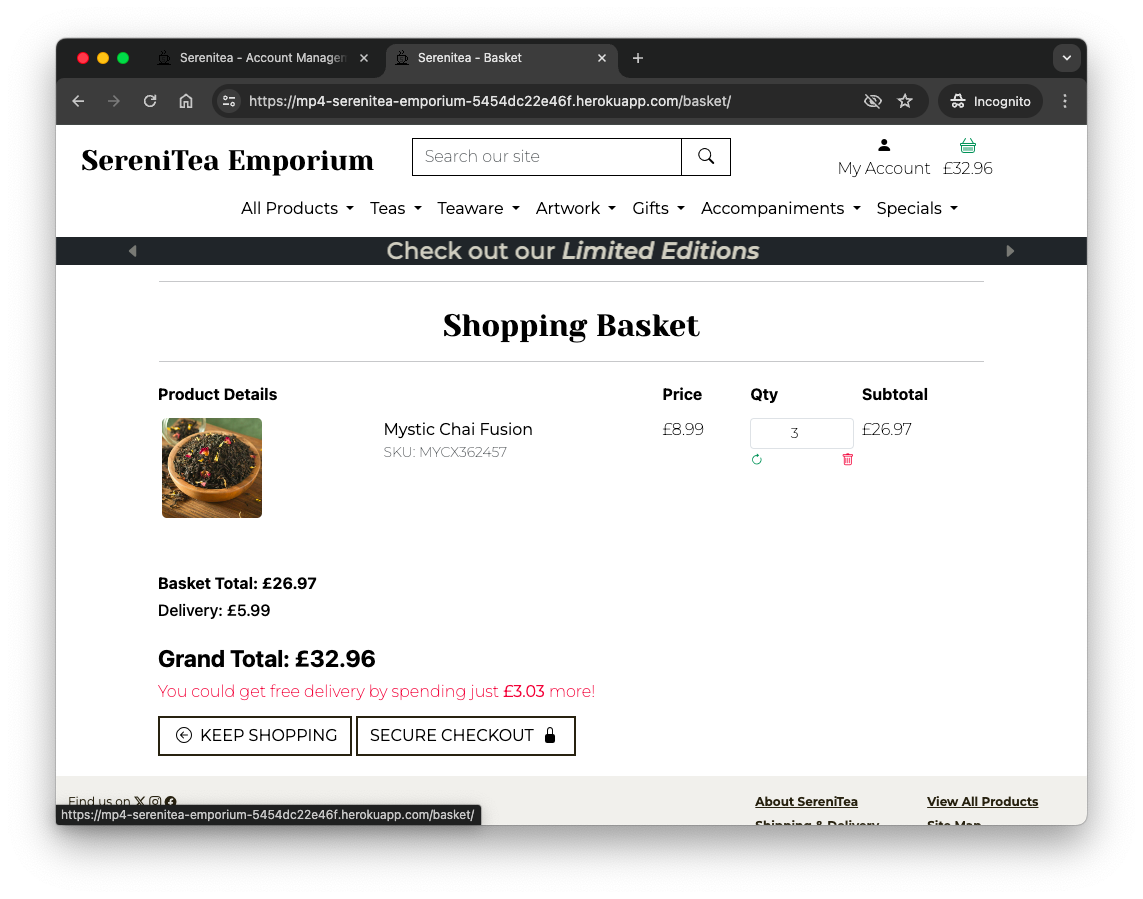 Serenitea - Account Manager
Serenitea - Basket
https://mp4-serenitea-emporium-5454dc22e46f.herokuapp.com/basket/
Incognito
SereniTea Emporium
Search our site
My Account
£32.96
All Products
Teas
Teaware
Artwork
Gifts
Accompaniments
Specials
Check out our Limited Editions
Shopping Basket
Product Details
Price
Qty
Subtotal
Mystic Chai Fusion
£8.99
3
£26.97
SKU: MYCX362457
Basket Total: £26.97
Delivery: £5.99
Grand Total: £32.96
You could get free delivery by spending just £3.03 more!
KEEP SHOPPING
SECURE CHECKOUT
Find us on
About SereniTea
View All Products
Shipping & Delivery
Site Map
https://mp4-serenitea-emporium-5454dc22e46f.herokuapp.com/basket/